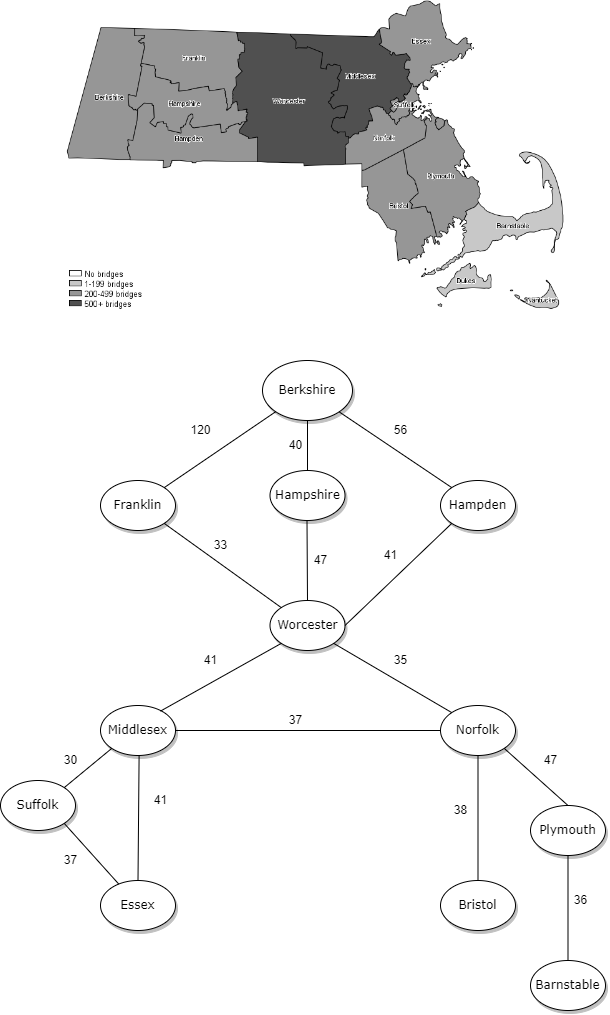 Essex
Franklin
Middlesex
Berkshire
Worcester
Hampshire
Suffolk
Hampden
Norfolk
Plymouth
Bristol
Barnstable
Dukes
Nantucket
No bridges
1-199 bridges
200-499 bridges
500+ bridges
Berkshire
120
40
56
Franklin
Hampshire
Hampden
33
47
41
Worcester
41
35
Middlesex
37
Norfolk
30
41
47
Suffolk
38
Plymouth
37
36
Essex
Bristol
Barnstable